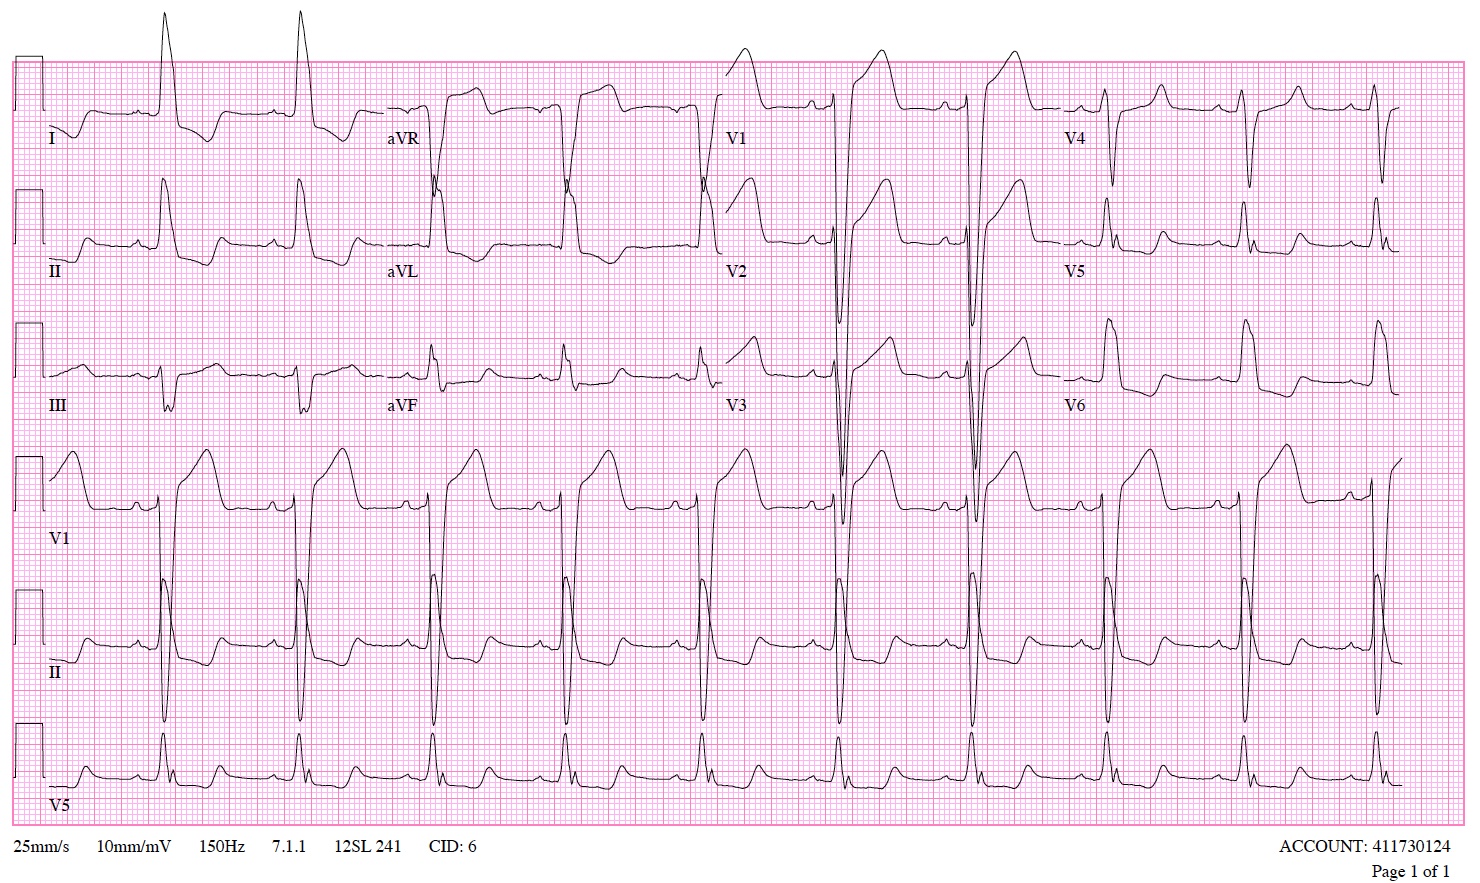 I aVR V1 V4
II aVL V2 V5
III aVF V3 V6
V1
II
V5
25mm/s 10mm/mV 150Hz 7.1.1 12SL 241 CID: 6 ACCOUNT: 411730124
Page 1 of 1